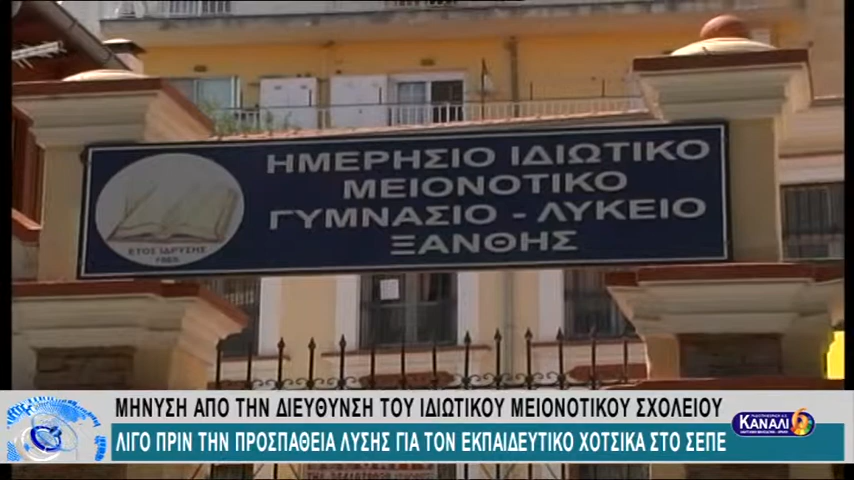 ΗΜΕΡΗΣΙΟ ΙΔΙΩΤΙΚΟ
ΜΕΙΟΝΟΤΙΚΟ
ΓΥΜΝΑΣΙΟ - ΛΥΚΕΙΟ
ΞΑΝΘΗΣ
ΕΤΟΣ ΙΔΡΥΣΗΣ
ΜΗΝΥΣΗ ΑΠΟ ΤΗΝ ΔΙΕΥΘΥΝΣΗ ΤΟΥ ΙΔΙΩΤΙΚΟΥ ΜΕΙΟΝΟΤΙΚΟΥ ΣΧΟΛΕΙΟΥ
ΛΙΓΟ ΠΡΙΝ ΤΗΝ ΠΡΟΣΠΑΘΕΙΑ ΛΥΣΗΣ ΓΙΑ ΤΟΝ ΕΚΠΑΙΔΕΥΤΙΚΟ ΧΟΤΣΙΚΑ ΣΤΟ ΣΕΠΕ
ΚΑΝΑΛΙ 6